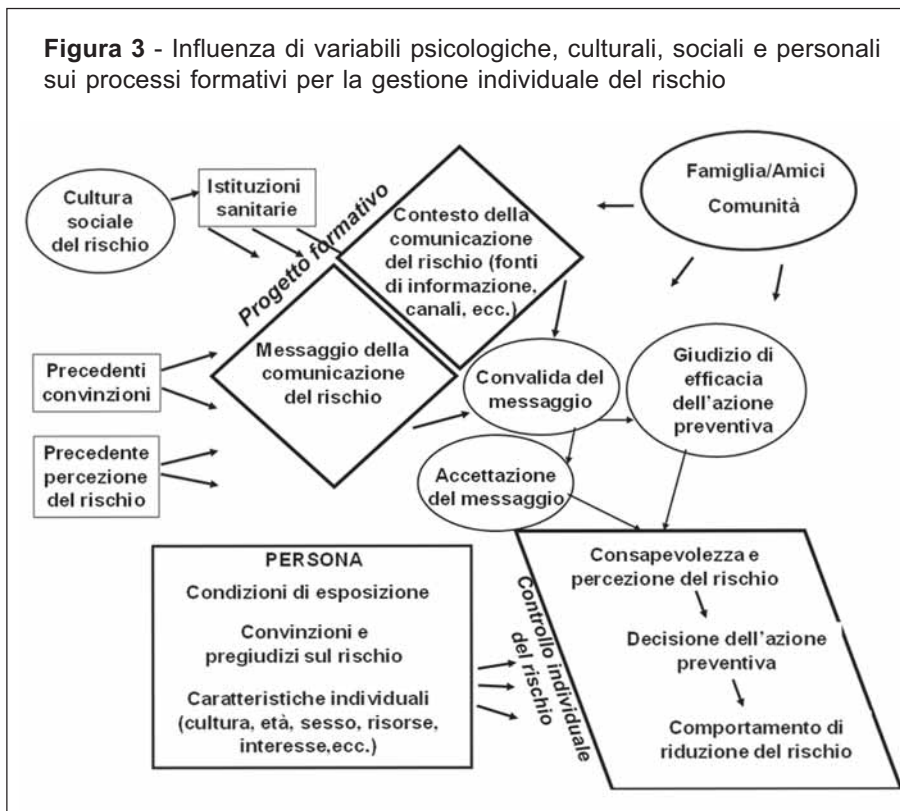 Figura 3 - Influenza di variabili psicologiche, culturali, sociali e personali
sui processi formativi per la gestione individuale del rischio
Cultura
sociale
del rischio
Istituzioni
sanitarie
Progetto formativo
Contesto della
comunicazione
del rischio (fonti
di informazione,
canali, ecc.)
Famiglia/Amici
Comunità
Messaggio della
comunicazione
del rischio
Precedenti
convinzioni
Precedente
percezione
del rischio
Convalida del
messaggio
Giudizio di
efficacia
dell'azione
preventiva
Accettazione
del messaggio
PERSONA
Condizioni di esposizione
Convinzioni e
pregiudizi sul rischio
Caratteristiche individuali
(cultura, età, sesso, risorse,
interesse,ecc.)
Controllo individuale
del rischio
Consapevolezza e
percezione del rischio
Decisione dell'azione
preventiva
Comportamento di
riduzione del rischio